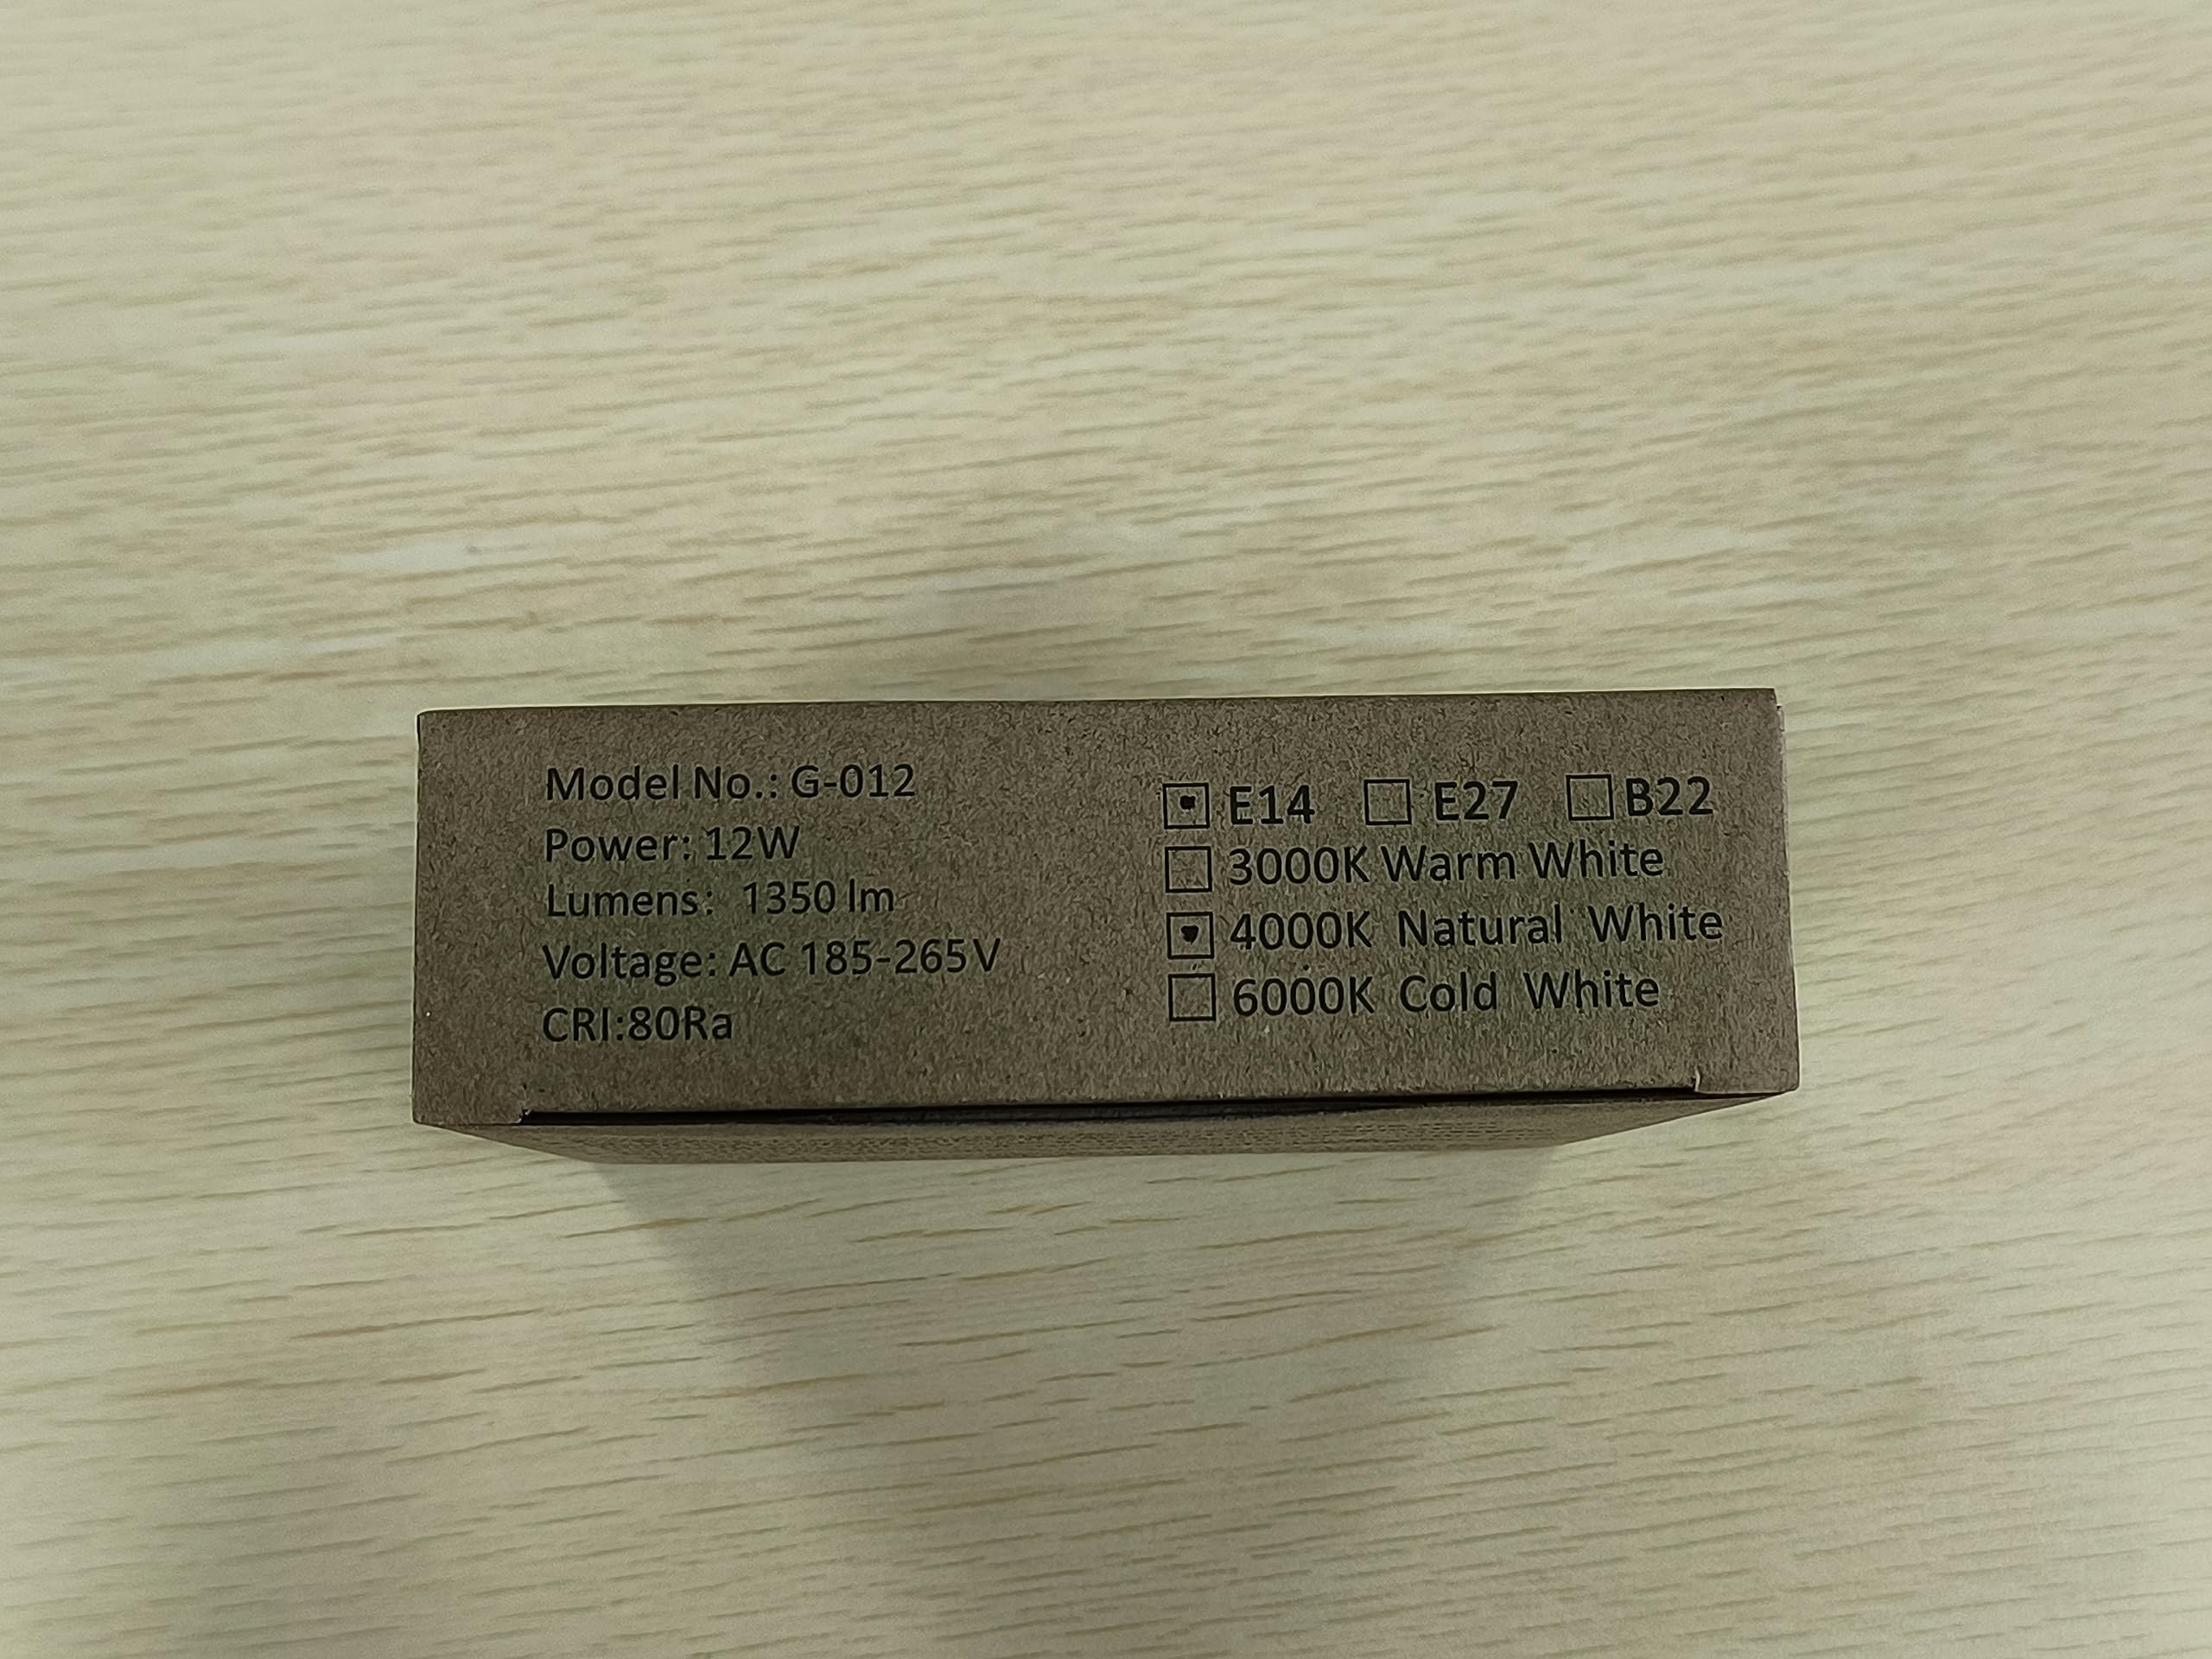 Model No.: G-012
Power: 12W
Lumens: 1350 lm
Voltage: AC 185-265V
CRI:80Ra
E14 E27 B22
3000K Warm White
4000K Natural White
6000K Cold White